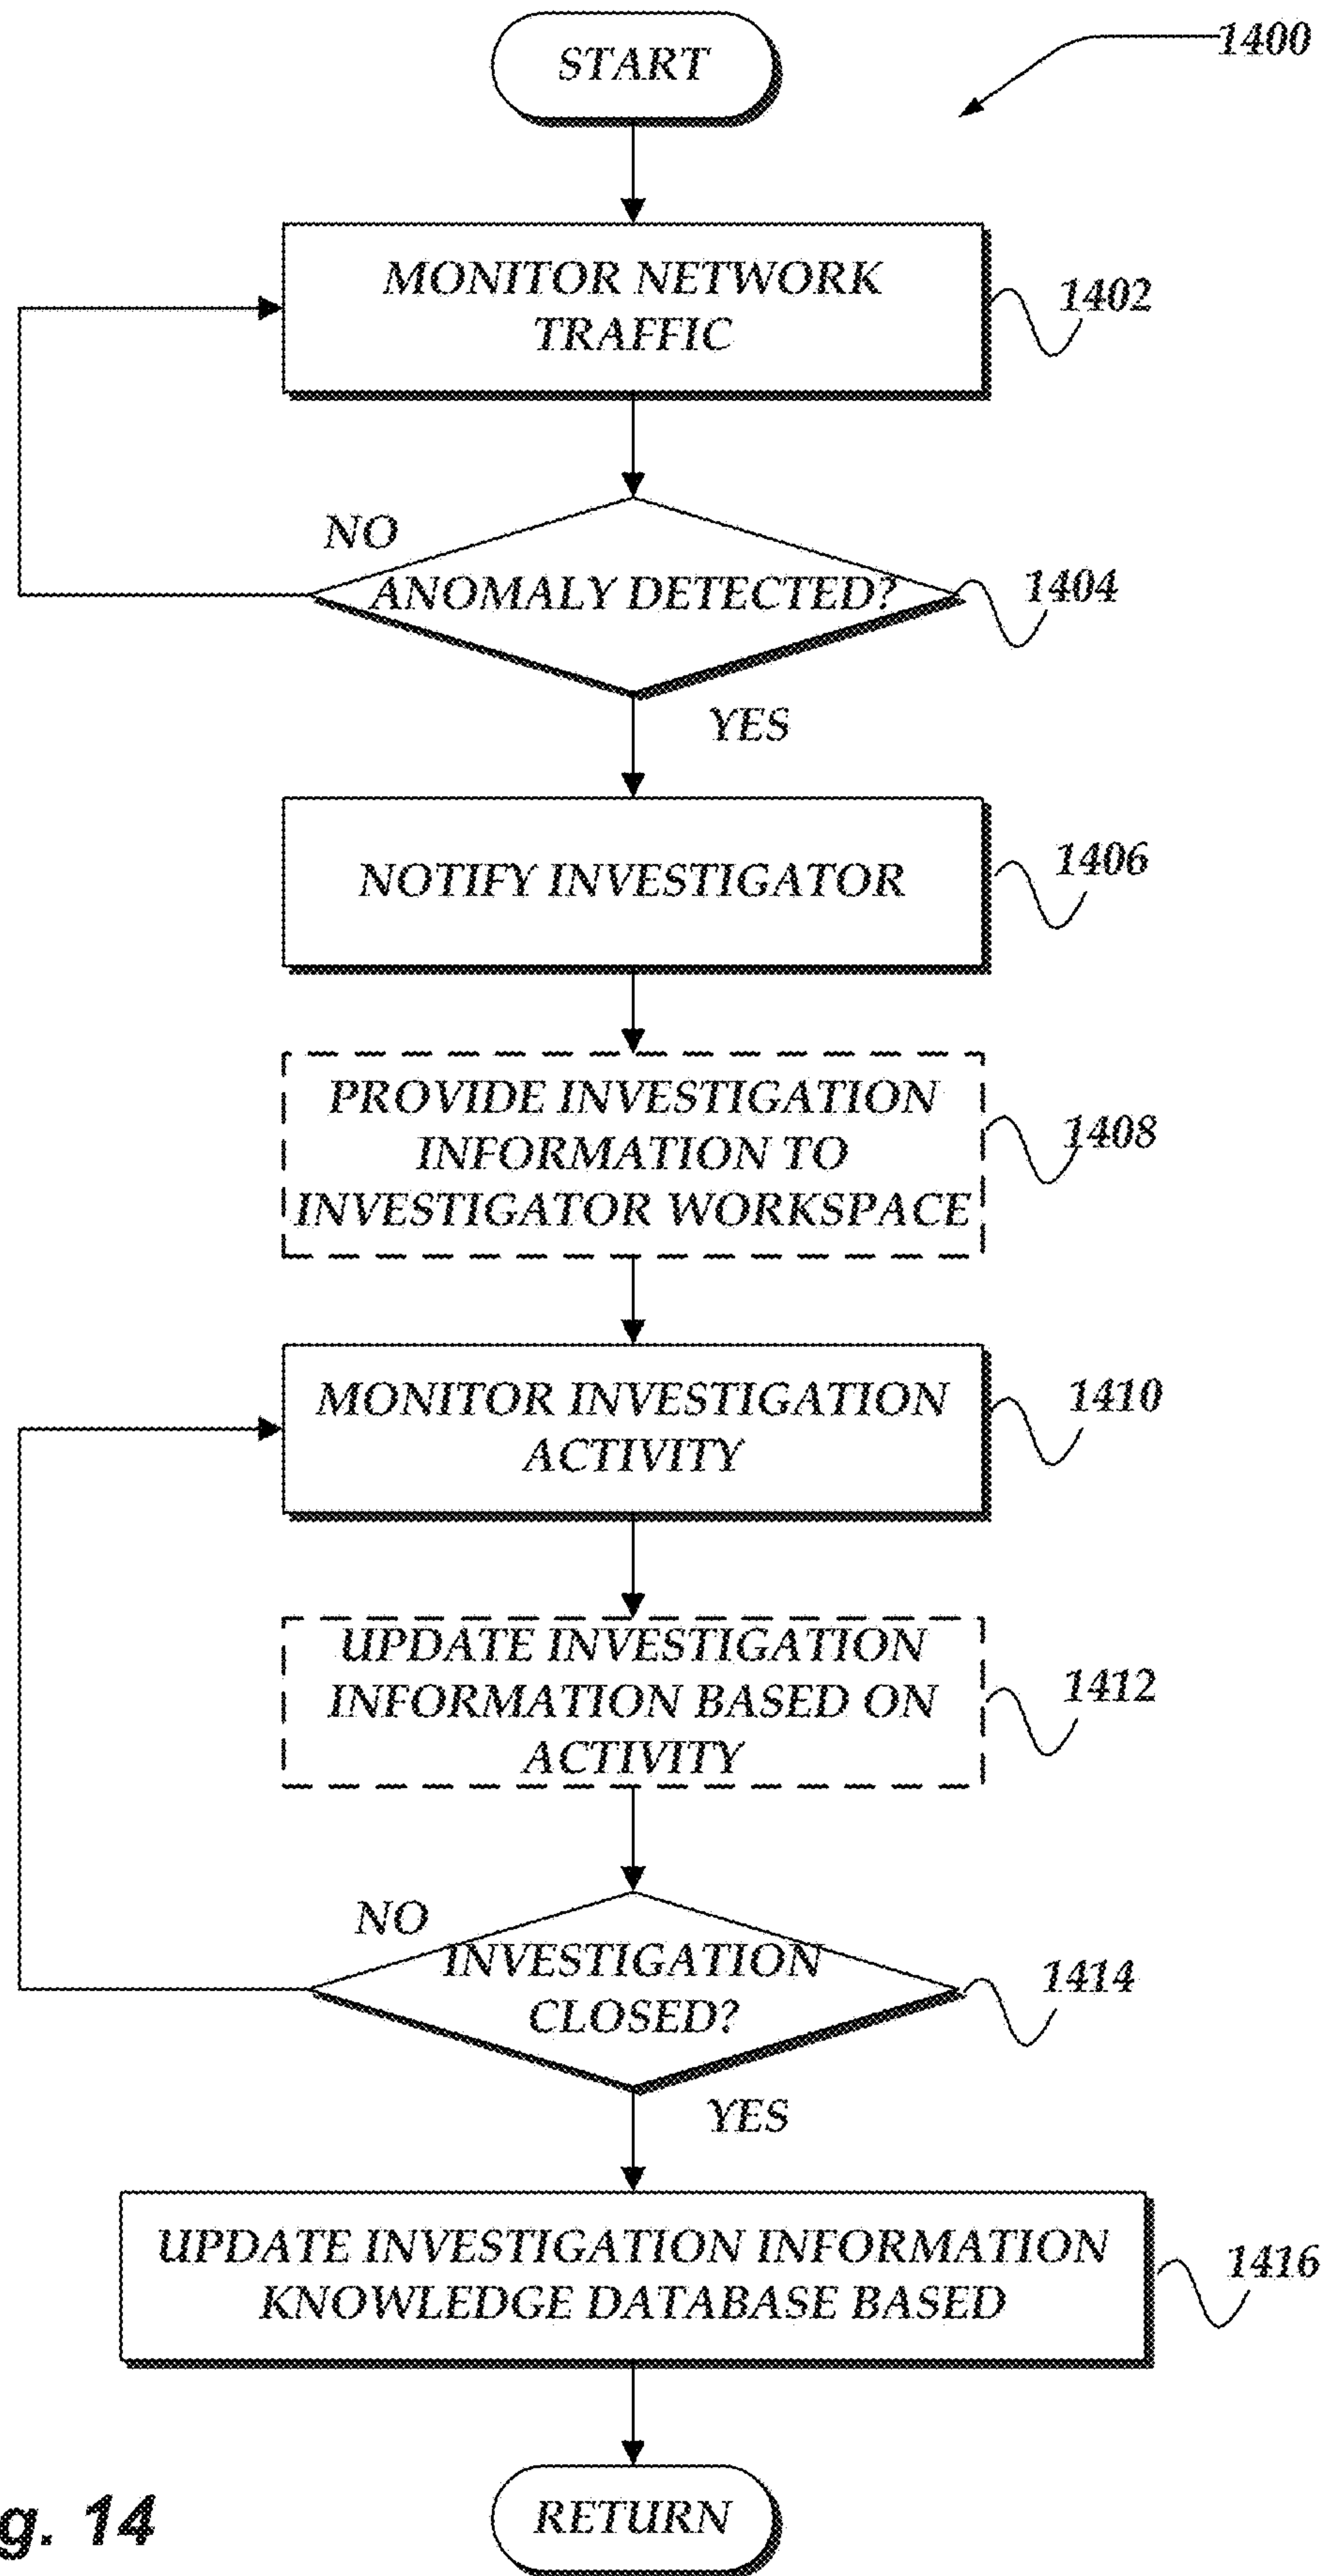 START
1400
MONITOR NETWORK
TRAFFIC
1402
NO
ANOMALY DETECTED?
1404
YES
NOTIFY INVESTIGATOR
1406
PROVIDE INVESTIGATION
INFORMATION TO
INVESTIGATOR WORKSPACE
1408
MONITOR INVESTIGATION
ACTIVITY
1410
UPDATE INVESTIGATION
INFORMATION BASED ON
ACTIVITY
1412
NO
INVESTIGATION
CLOSED?
1414
YES
UPDATE INVESTIGATION INFORMATION
KNOWLEDGE DATABASE BASED
1416
RETURN
g. 14